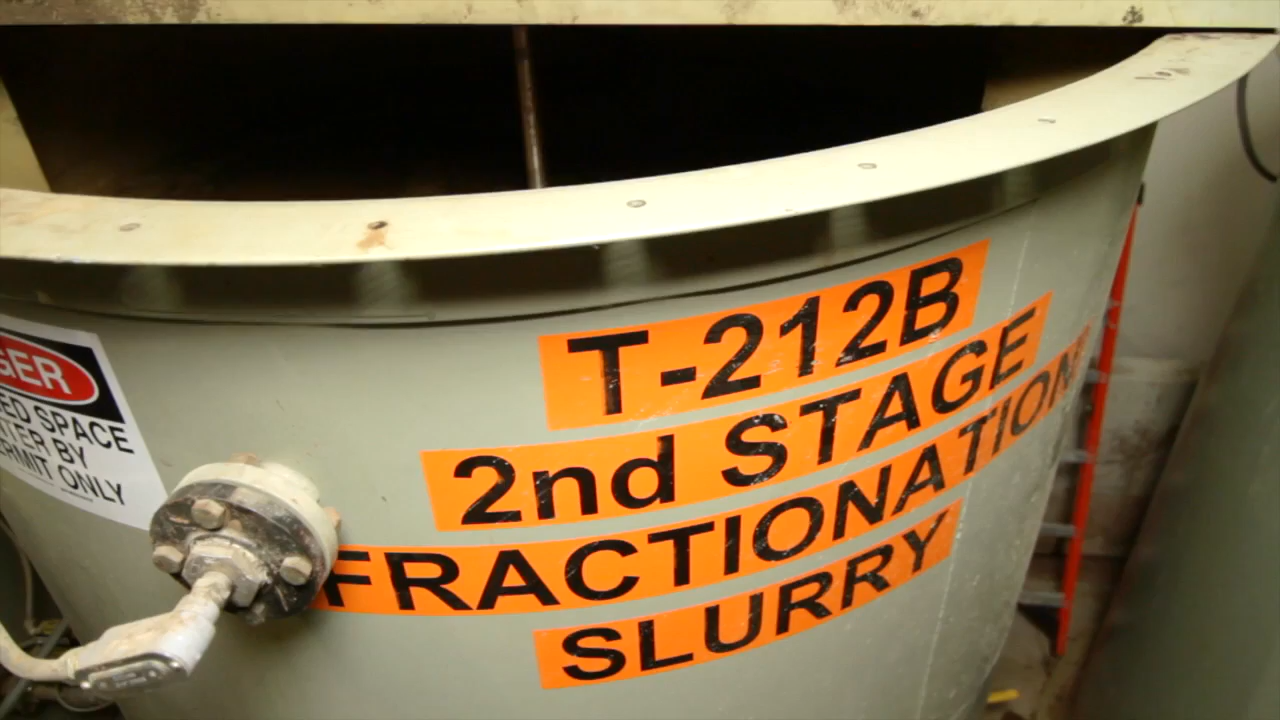 T-212B
2nd STAGE
FRACTIONATION
SLURRY
GER
ED SPACE
TER BY
RMIT ONLY